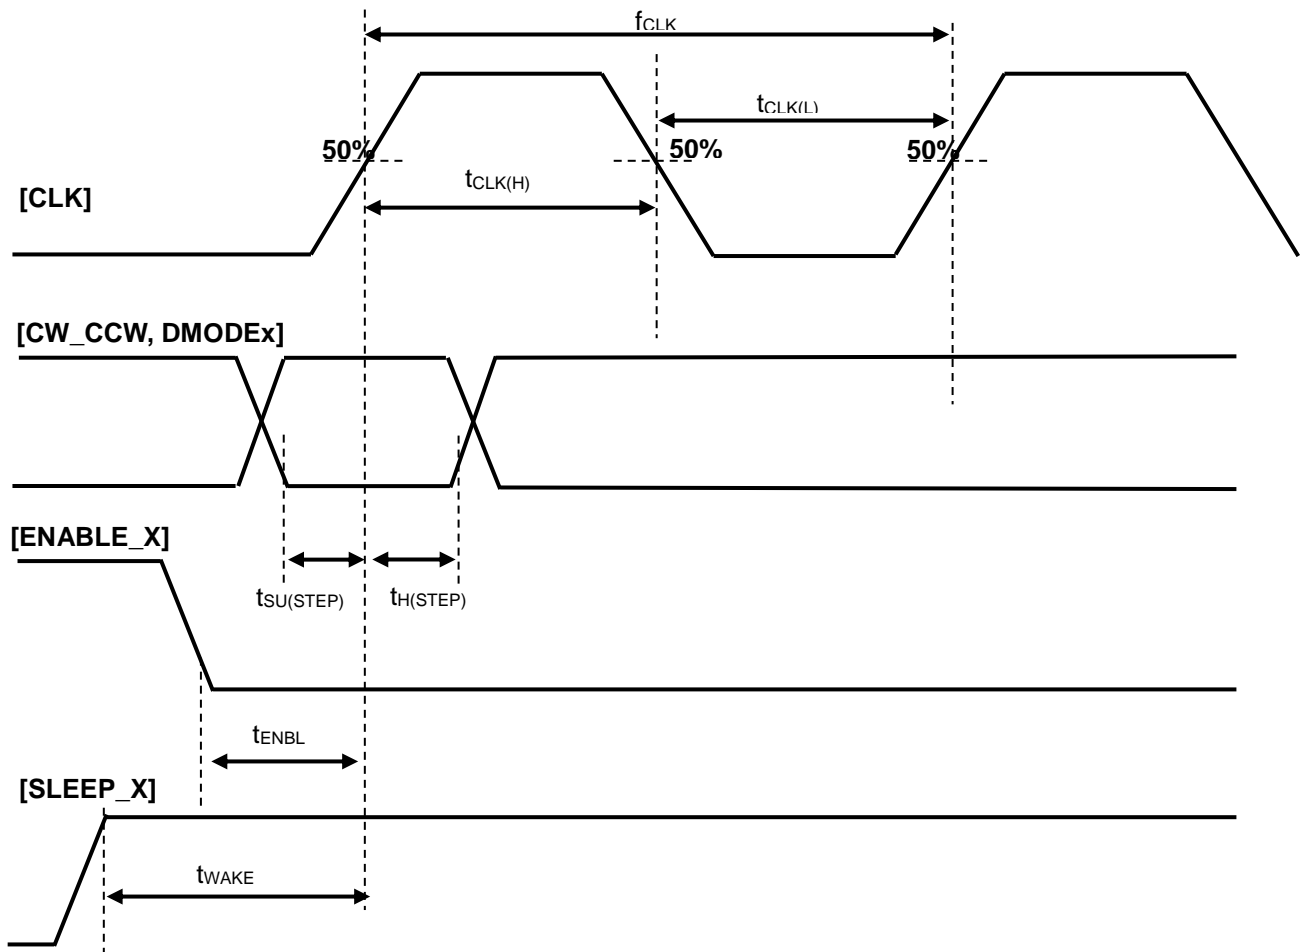 fCLK
tCLK(L)
50%
50%
50%
tCLK(H)
[CLK]
[CW_CCW, DMODEx]
[ENABLE_X]
tSU(STEP)
tH(STEP)
tENBL
[SLEEP_X]
tWAKE